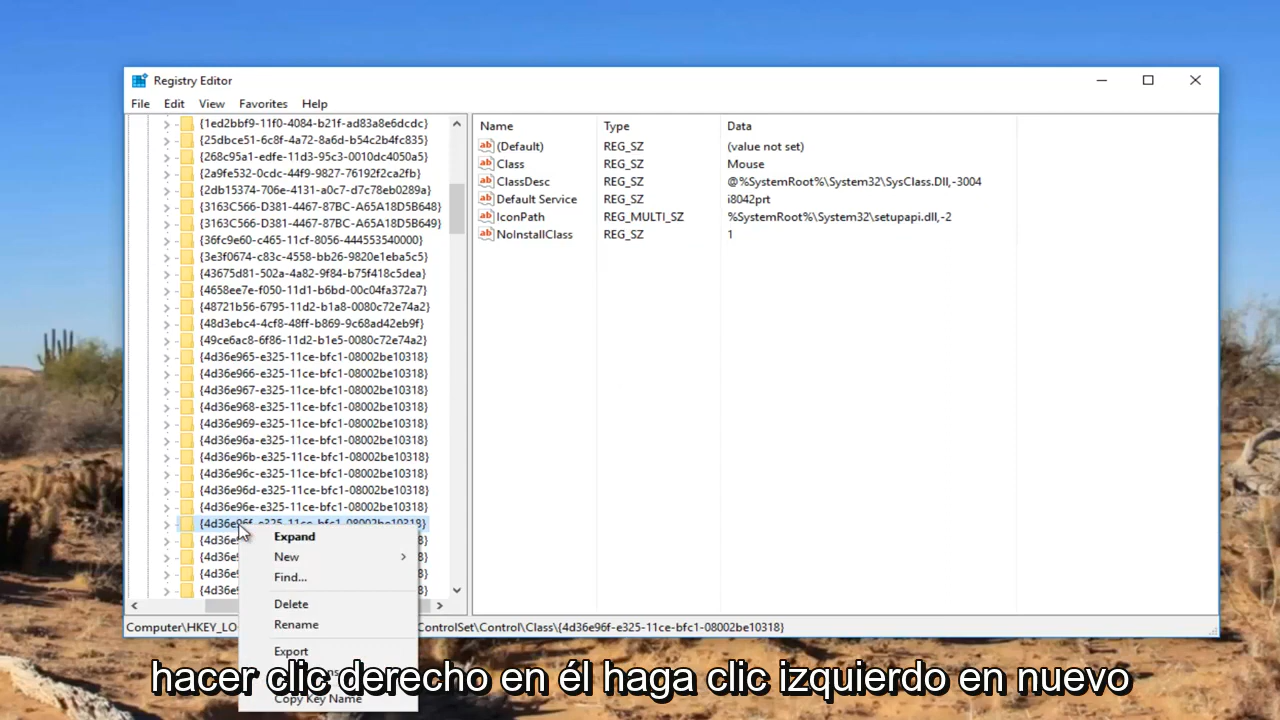 Registry Editor
File Edit View Favorites Help
{1ed2bbf9-11f0-4084-b21f-ad83a8e6dcdc}
{25dbce51-6c8f-4a72-8a6d-b54c2b4fc835}
{268c95a1-edfe-11d3-95c3-0010dc4050a5}
{2a9fe532-0cdc-44f9-9827-76192f2ca2fb}
{2db15374-706e-4131-a0c7-d7c78eb0289a}
{3163C566-D381-4467-87BC-A65A18D5B648}
{3163C566-D381-4467-87BC-A65A18D5B649}
{36fc9e60-c465-11cf-8056-444553540000}
{3e3f0674-c83c-4558-bb26-9820e1eba5c5}
{43675d81-502a-4a82-9f84-b75f418c5dea}
{4658ee7e-f050-11d1-b6bd-00c04fa372a7}
{48721b56-6795-11d2-b1a8-0080c72e74a2}
{48d3ebc4-4cf8-48ff-b869-9c68ad42eb9f}
{49ce6ac8-6f86-11d2-b1e5-0080c72e74a2}
{4d36e965-e325-11ce-bfc1-08002be10318}
{4d36e966-e325-11ce-bfc1-08002be10318}
{4d36e967-e325-11ce-bfc1-08002be10318}
{4d36e968-e325-11ce-bfc1-08002be10318}
{4d36e969-e325-11ce-bfc1-08002be10318}
{4d36e96a-e325-11ce-bfc1-08002be10318}
{4d36e96b-e325-11ce-bfc1-08002be10318}
{4d36e96c-e325-11ce-bfc1-08002be10318}
{4d36e96d-e325-11ce-bfc1-08002be10318}
{4d36e96e-e325-11ce-bfc1-08002be10318}
{4d36e96f-e325-11ce-bfc1-08002be10318}
Name Type Data
(Default) REG_SZ (value not set)
Class REG_SZ Mouse
ClassDesc REG_SZ @%SystemRoot%\System32\SysClass.Dll,-3004
Default Service REG_SZ i8042prt
IconPath REG_MULTI_SZ %SystemRoot%\System32\setupapi.dll,-2
NoInstallClass REG_SZ 1
Expand
New
Find...
Delete
Rename
Export
Copy Key Name
Computer\HKEY_LO ControlSet\Control\Class\{4d36e96f-e325-11ce-bfc1-08002be10318}
hacer clic derecho en él haga clic izquierdo en nuevo